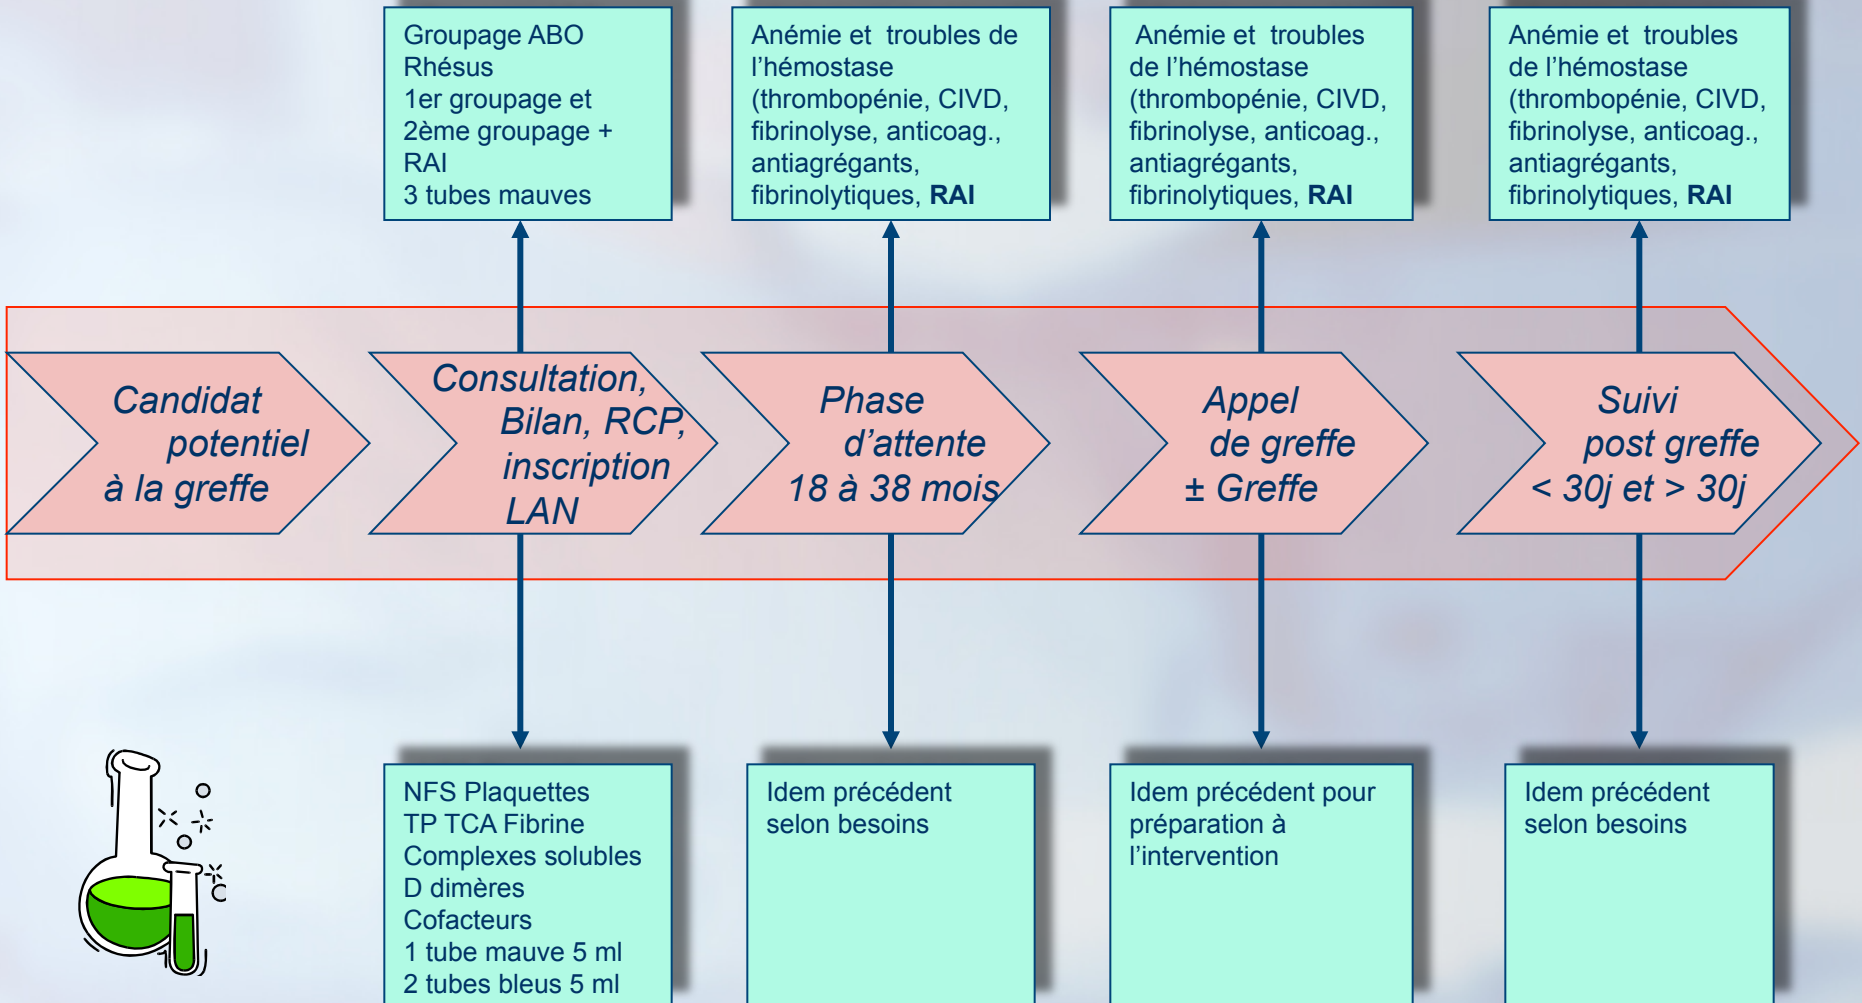 Groupage ABO
Rhésus
1er groupage et
2ème groupage +
RAI
3 tubes mauves
Anémie et  troubles de
l’hémostase
(thrombopénie, CIVD,
fibrinolyse, anticoag.,
antiagrégants,
fibrinolytiques, RAI
Anémie et  troubles
de l’hémostase
(thrombopénie, CIVD,
fibrinolyse, anticoag.,
antiagrégants,
fibrinolytiques, RAI
Anémie et  troubles
de l’hémostase
(thrombopénie, CIVD,
fibrinolyse, anticoag.,
antiagrégants,
fibrinolytiques, RAI
Candidat
potentiel
à la greffe
Consultation,
Bilan, RCP,
inscription
LAN
Phase
d’attente
18 à 38 mois
Appel
de greffe
± Greffe
Suivi
post greffe
< 30j et > 30j
NFS Plaquettes
TP TCA Fibrine
Complexes solubles
D dimères
Cofacteurs
1 tube mauve 5 ml
2 tubes bleus 5 ml
Idem précédent
selon besoins
Idem précédent pour
préparation à
l’intervention
Idem précédent
selon besoins